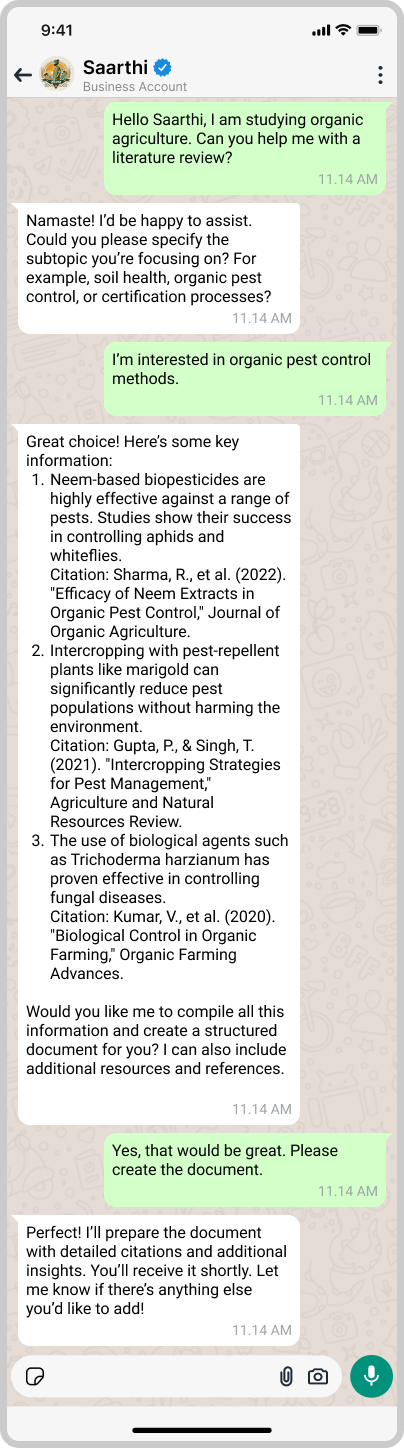 9:41
Saarthi
Business Account
Hello Saarthi, I am studying organic
agriculture. Can you help me with a
literature review?
11.14 AM
Namaste! I'd be happy to assist.
Could you please specify the
subtopic you're focusing on? For
example, soil health, organic pest
control, or certification processes?
11.14 AM
I'm interested in organic pest control
methods.
11.14 AM
Great choice! Here's some key
information:
1. Neem-based biopesticides are
highly effective against a range of
pests. Studies show their success
in controlling aphids and
whiteflies.
Citation: Sharma, R., et al. (2022).
"Efficacy of Neem Extracts in
Organic Pest Control," Journal of
Organic Agriculture.
2. Intercropping with pest-repellent
plants like marigold can
significantly reduce pest
populations without harming the
environment.
Citation: Gupta, P., & Singh, T.
(2021). "Intercropping Strategies
for Pest Management,"
Agriculture and Natural
Resources Review.
3. The use of biological agents such
as Trichoderma harzianum has
proven effective in controlling
fungal diseases.
Citation: Kumar, V., et al. (2020).
"Biological Control in Organic
Farming," Organic Farming
Advances.
Would you like me to compile all this
information and create a structured
document for you? I can also include
additional resources and references.
11.14 AM
Yes, that would be great. Please
create the document.
11.14 AM
Perfect! I'll prepare the document
with detailed citations and additional
insights. You'll receive it shortly. Let
me know if there's anything else
you'd like to add!
11.14 AM